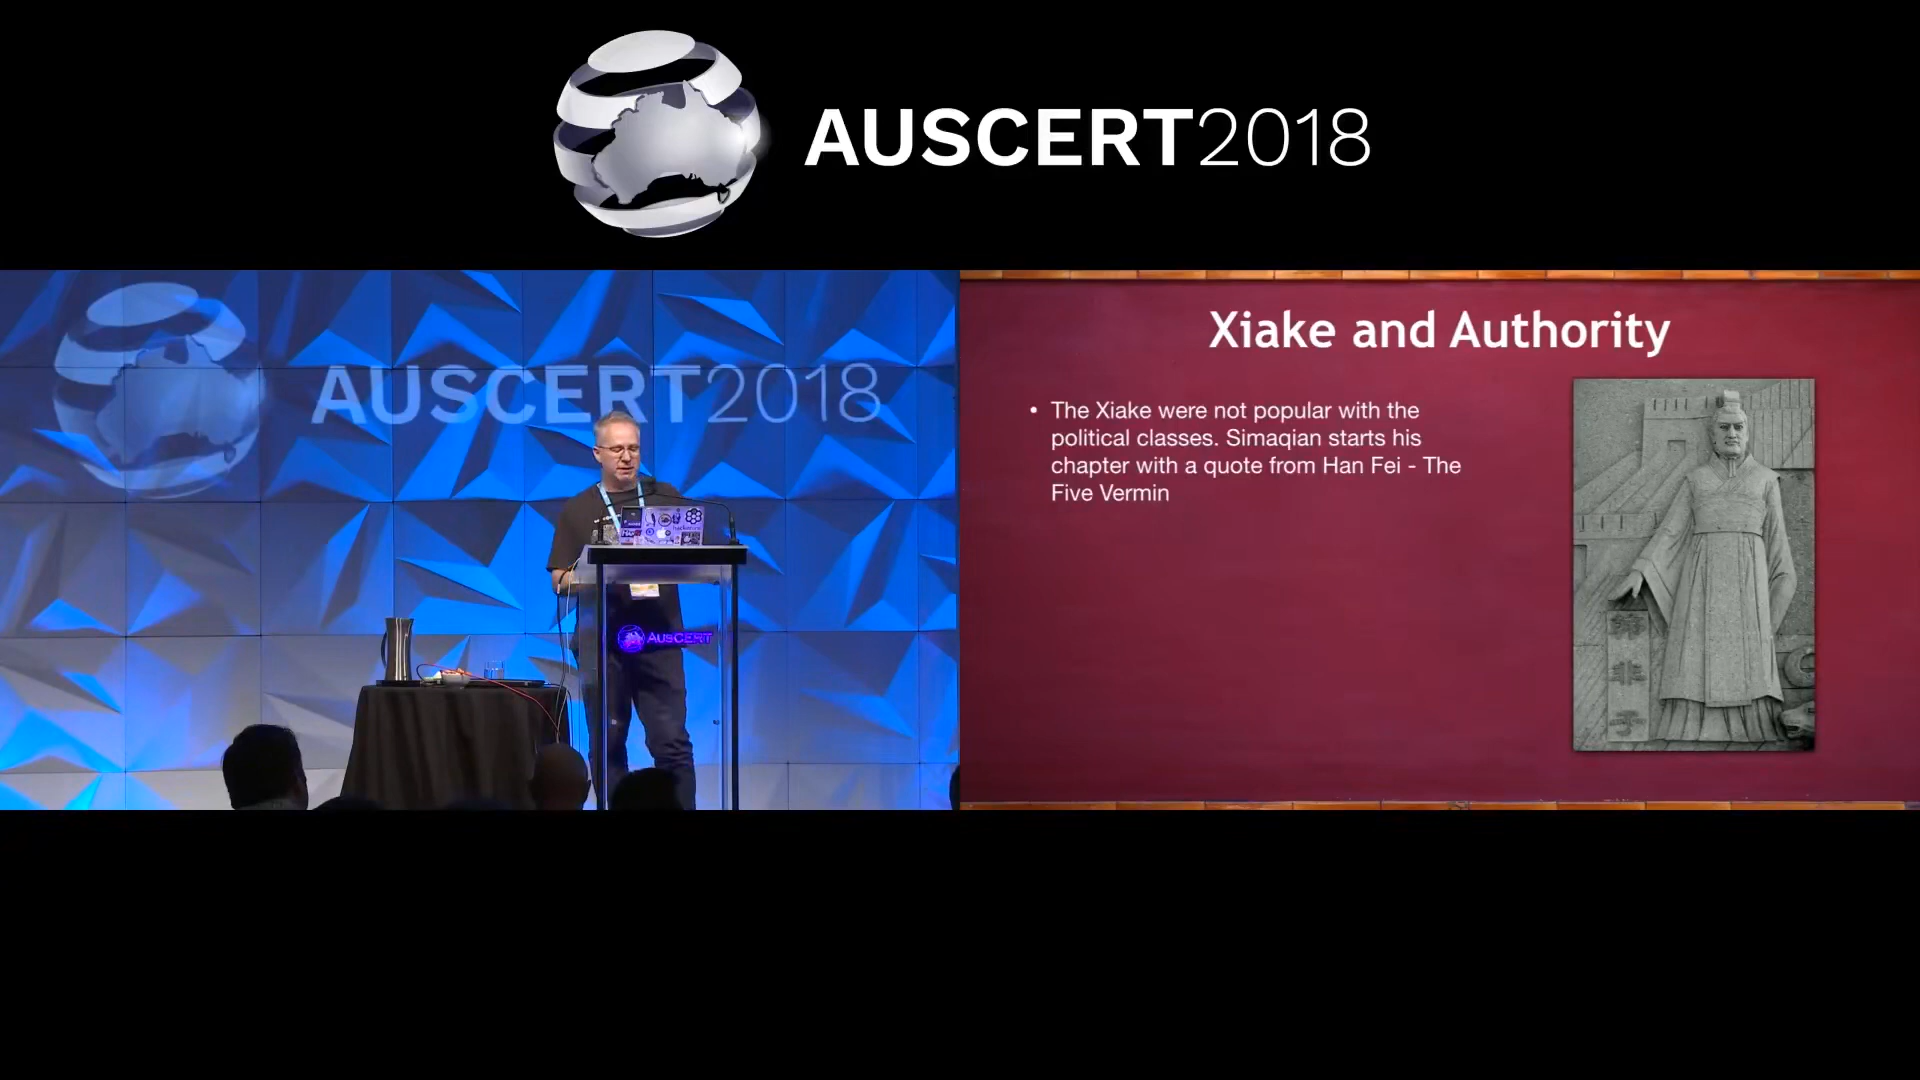 AUSCERT2018
AUSCERT2018
AUSCERT
Xiake and Authority
• The Xiake were not popular with the
political classes. Simaqian starts his
chapter with a quote from Han Fei - The
Five Vermin
韩
非
子